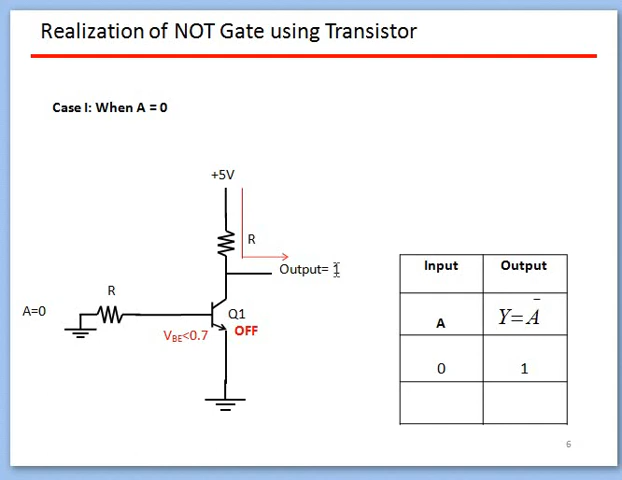 Realization of NOT Gate using Transistor
Case I: When A = 0
+5V
R
Output= 1
R
A=0
Q1
VBE<0.7
OFF
Input Output
A Y=Ā
0 1
6